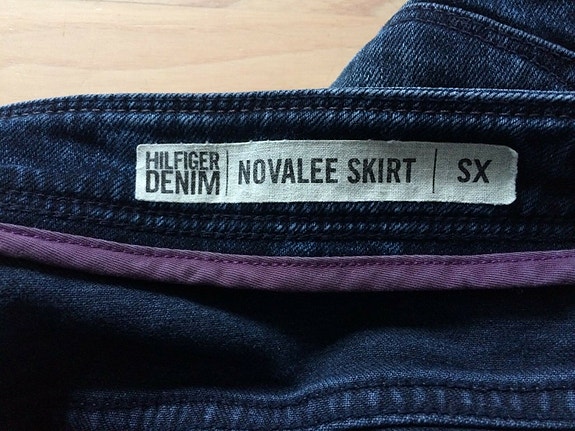 HILFIGER
DENIM
NOVALEE SKIRT
SX